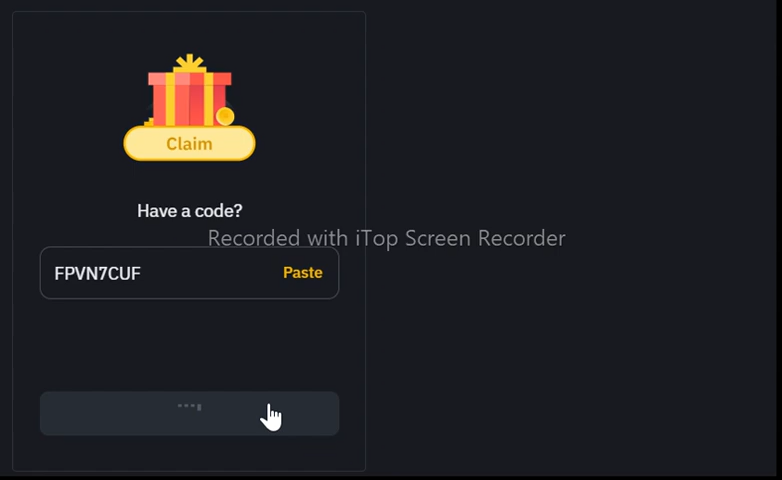 Claim
Have a code?
Recorded with iTop Screen Recorder
FPVN7CUF Paste